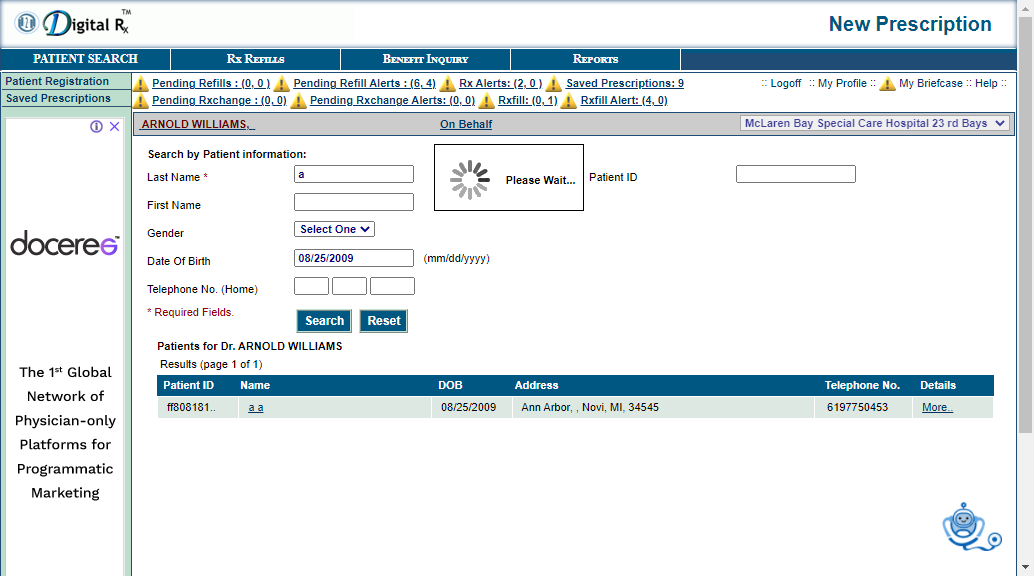 Digital Rx TM
New Prescription
PATIENT SEARCH
RX REFILLS
BENEFIT INQUIRY
REPORTS
Patient Registration
Saved Prescriptions
Pending Refills : (0, 0 ) Pending Refill Alerts : (6, 4) Rx Alerts: (2, 0 ) Saved Prescriptions: 9
:: Logoff :: My Profile :: My Briefcase :: Help ::
Pending Rxchange : (0, 0) Pending Rxchange Alerts: (0, 0) Rxfill: (0, 1) Rxfill Alert: (4, 0)
ARNOLD WILLIAMS, On Behalf McLaren Bay Special Care Hospital 23 rd Bays
Search by Patient information:
Last Name * a
Please Wait...
Patient ID
First Name
Gender Select One
Date Of Birth 08/25/2009 (mm/dd/yyyy)
Telephone No. (Home)
* Required Fields.
Search Reset
Patients for Dr. ARNOLD WILLIAMS
Results (page 1 of 1)
Patient ID Name DOB Address Telephone No. Details
ff808181.. a a 08/25/2009 Ann Arbor, , Novi, MI, 34545 6197750453 More..
doceree™
The 1st Global
Network of
Physician-only
Platforms for
Programmatic
Marketing